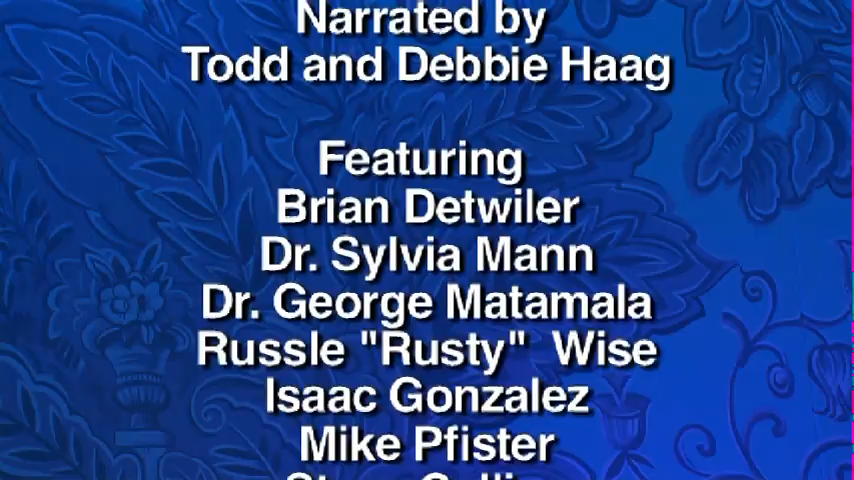 Narrated by
Todd and Debbie Haag
Featuring
Brian Detwiler
Dr. Sylvia Mann
Dr. George Matamala
Russle "Rusty"  Wise
Isaac Gonzalez
Mike Pfister